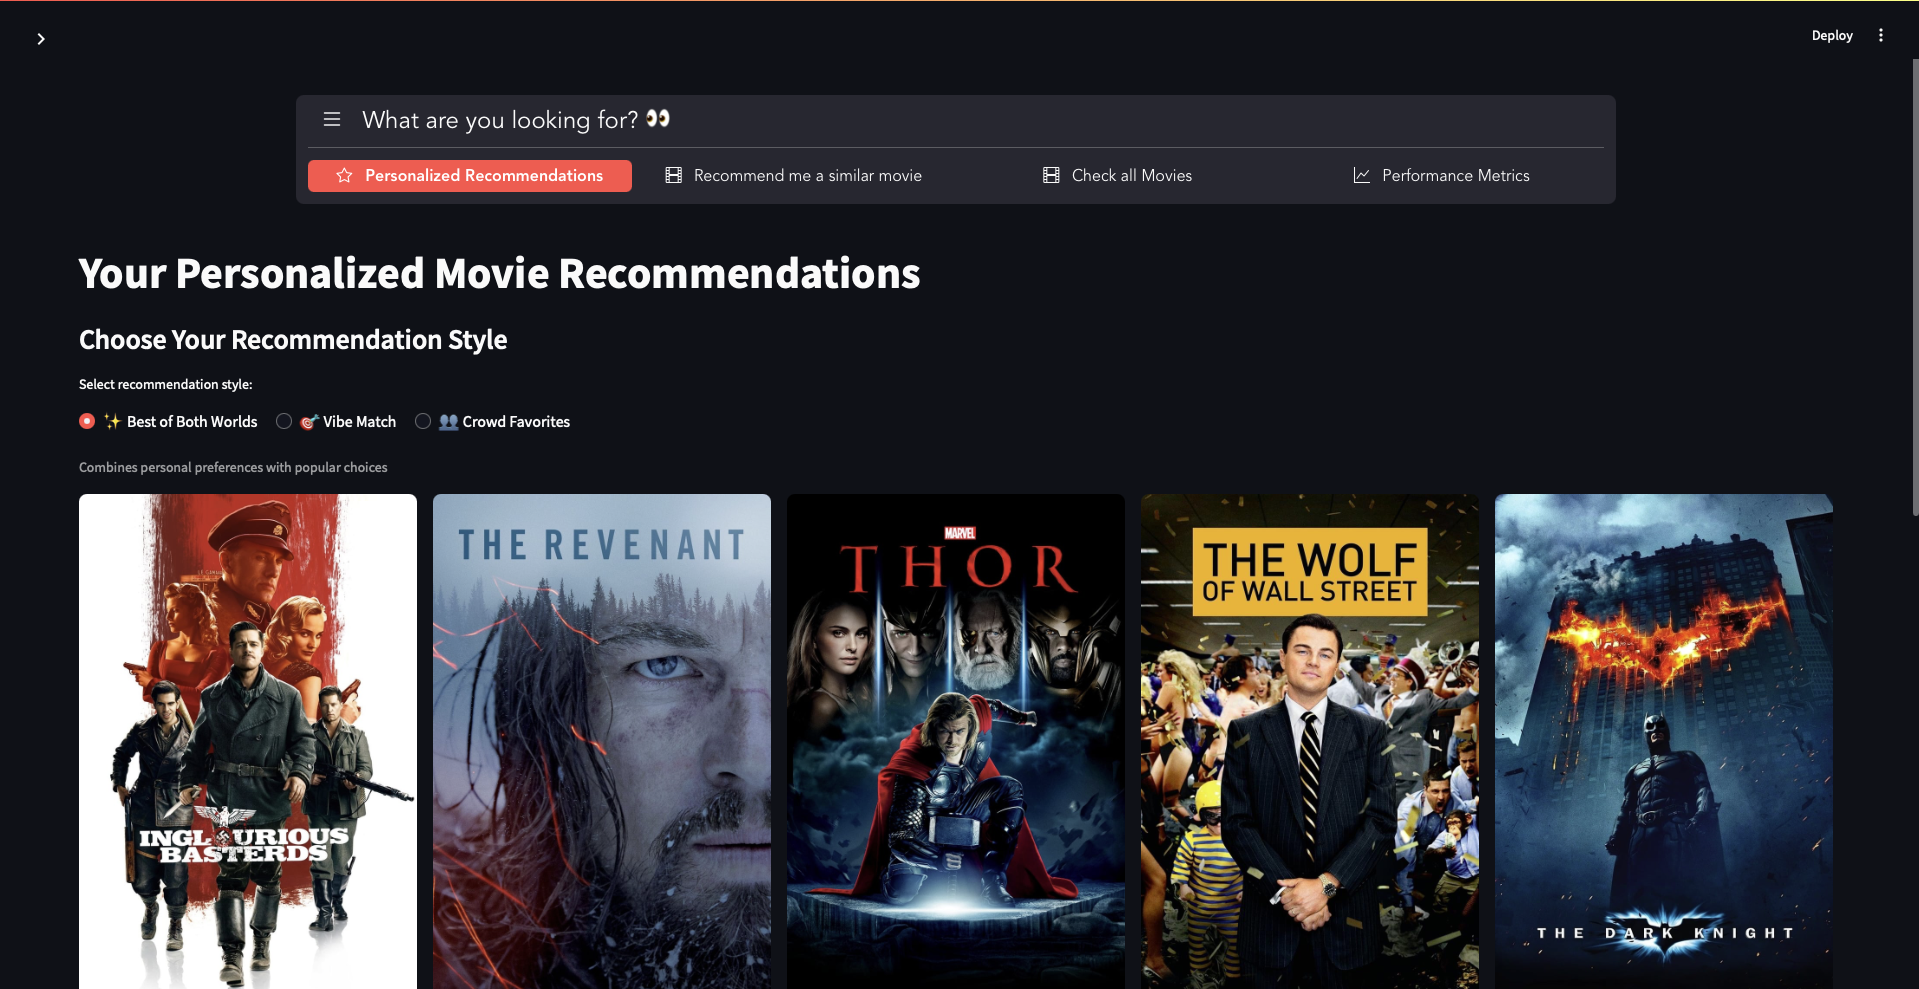 Deploy
What are you looking for? 👀
Personalized Recommendations
Recommend me a similar movie
Check all Movies
Performance Metrics
Your Personalized Movie Recommendations
Choose Your Recommendation Style
Select recommendation style:
✨ Best of Both Worlds
🎯 Vibe Match
👥 Crowd Favorites
Combines personal preferences with popular choices
INGLOURIOUS
BASTERDS
THE REVENANT
MARVEL
THOR
THE WOLF
OF WALL STREET
THE DARK KNIGHT